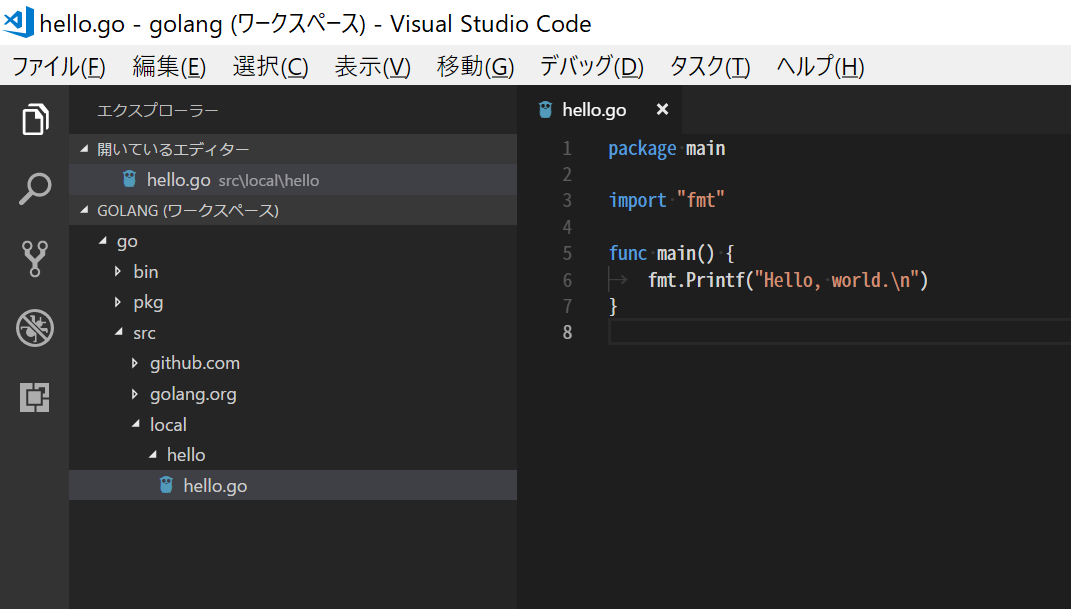 hello.go - golang (ワークスペース) - Visual Studio Code
ファイル(F) 編集(E) 選択(C) 表示(V) 移動(G) デバッグ(D) タスク(T) ヘルプ(H)
エクスプローラー
開いているエディター
hello.go src\local\hello
GOLANG (ワークスペース)
go
bin
pkg
src
github.com
golang.org
local
hello
hello.go
hello.go ×
1 package main
2
3 import "fmt"
4
5 func main() {
6 fmt.Printf("Hello, world.\n")
7 }
8